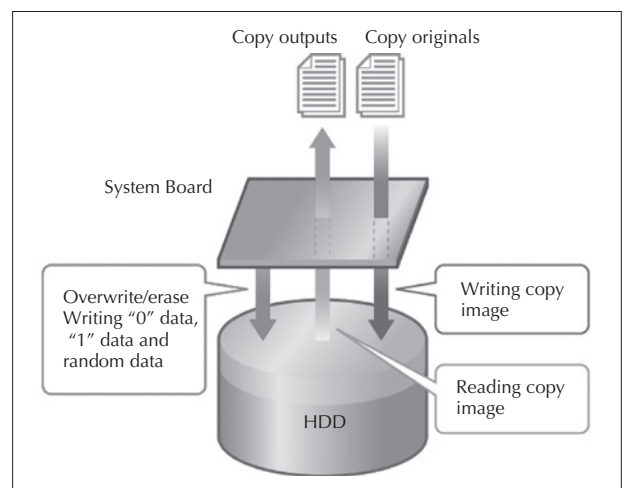 Copy outputs
Copy originals
System Board
Overwrite/erase
Writing “0” data,
“1” data and
random data
Writing copy
image
Reading copy
image
HDD